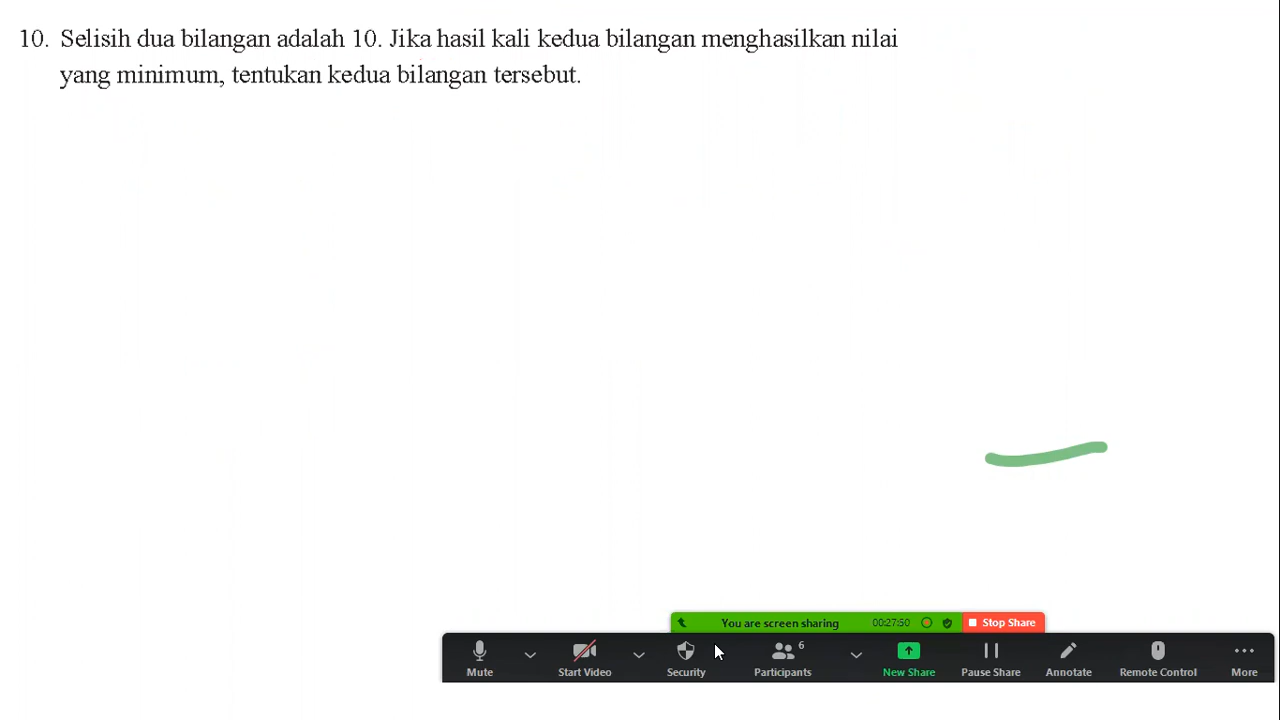 10. Selisih dua bilangan adalah 10. Jika hasil kali kedua bilangan menghasilkan nilai
yang minimum, tentukan kedua bilangan tersebut.
You are screen sharing 00:27:50 Stop Share
6
Mute Start Video Security Participants New Share Pause Share Annotate Remote Control More